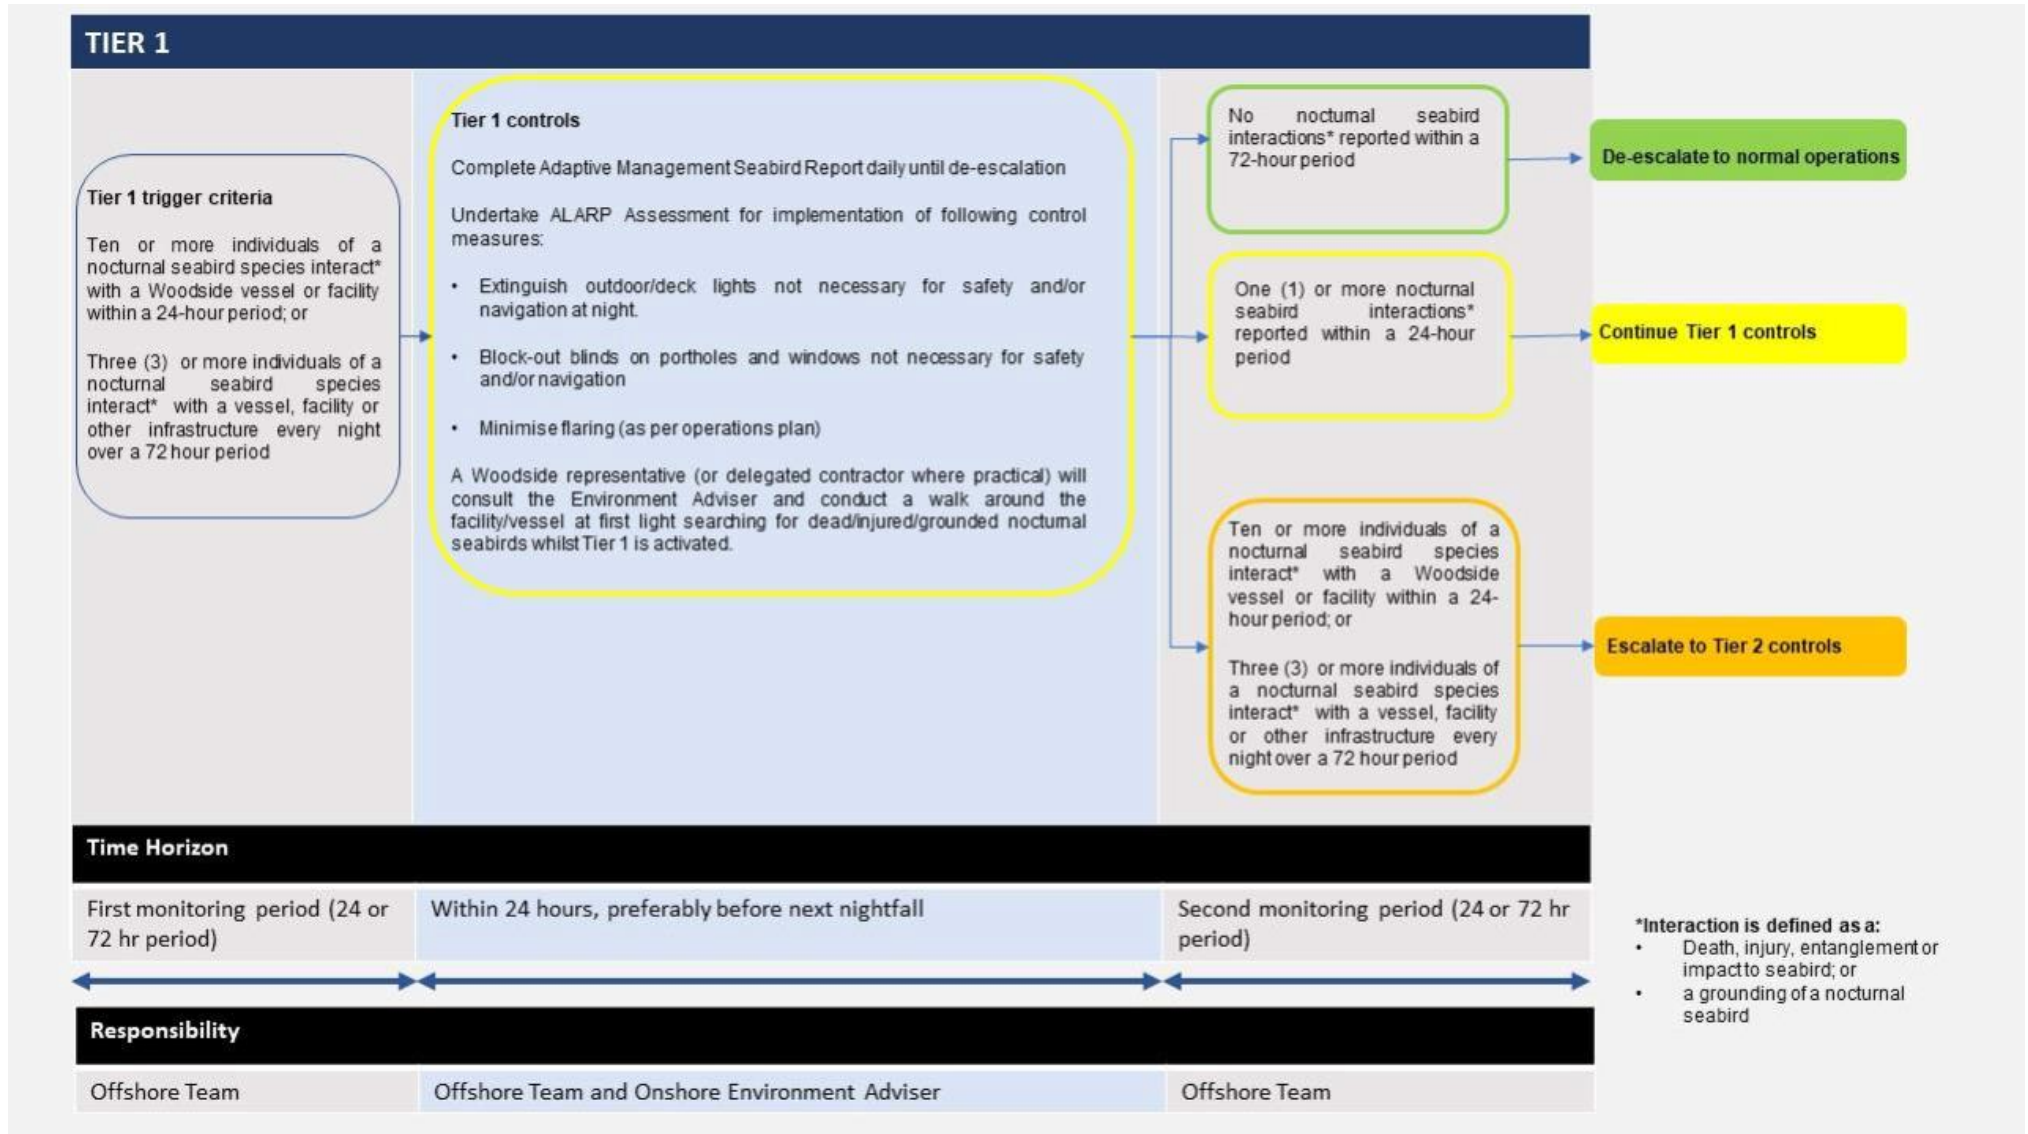 TIER 1
Tier 1 trigger criteria
Ten or more individuals of a
nocturnal seabird species interact*
with a Woodside vessel or facility
within a 24-hour period; or
Three (3) or more individuals of a
nocturnal seabird species
interact* with a vessel, facility or
other infrastructure every night
over a 72 hour period
Tier 1 controls
Complete Adaptive Management Seabird Report daily until de-escalation
Undertake ALARP Assessment for implementation of following control
measures:
• Extinguish outdoor/deck lights not necessary for safety and/or
navigation at night.
• Block-out blinds on portholes and windows not necessary for safety
and/or navigation
• Minimise flaring (as per operations plan)
A Woodside representative (or delegated contractor where practical) will
consult the Environment Adviser and conduct a walk around the
facility/vessel at first light searching for dead/injured/grounded nocturnal
seabirds whilst Tier 1 is activated.
No nocturnal seabird
interactions* reported within a
72-hour period
De-escalate to normal operations
One (1) or more nocturnal
seabird interactions*
reported within a 24-hour
period
Continue Tier 1 controls
Ten or more individuals of a
nocturnal seabird species
interact* with a Woodside
vessel or facility within a 24-
hour period; or
Three (3) or more individuals of
a nocturnal seabird species
interact* with a vessel, facility
or other infrastructure every
night over a 72 hour period
Escalate to Tier 2 controls
Time Horizon
First monitoring period (24 or
72 hr period)
Within 24 hours, preferably before next nightfall
Second monitoring period (24 or 72 hr
period)
*Interaction is defined as a:
• Death, injury, entanglement or
impact to seabird; or
• a grounding of a nocturnal
seabird
Responsibility
Offshore Team
Offshore Team and Onshore Environment Adviser
Offshore Team